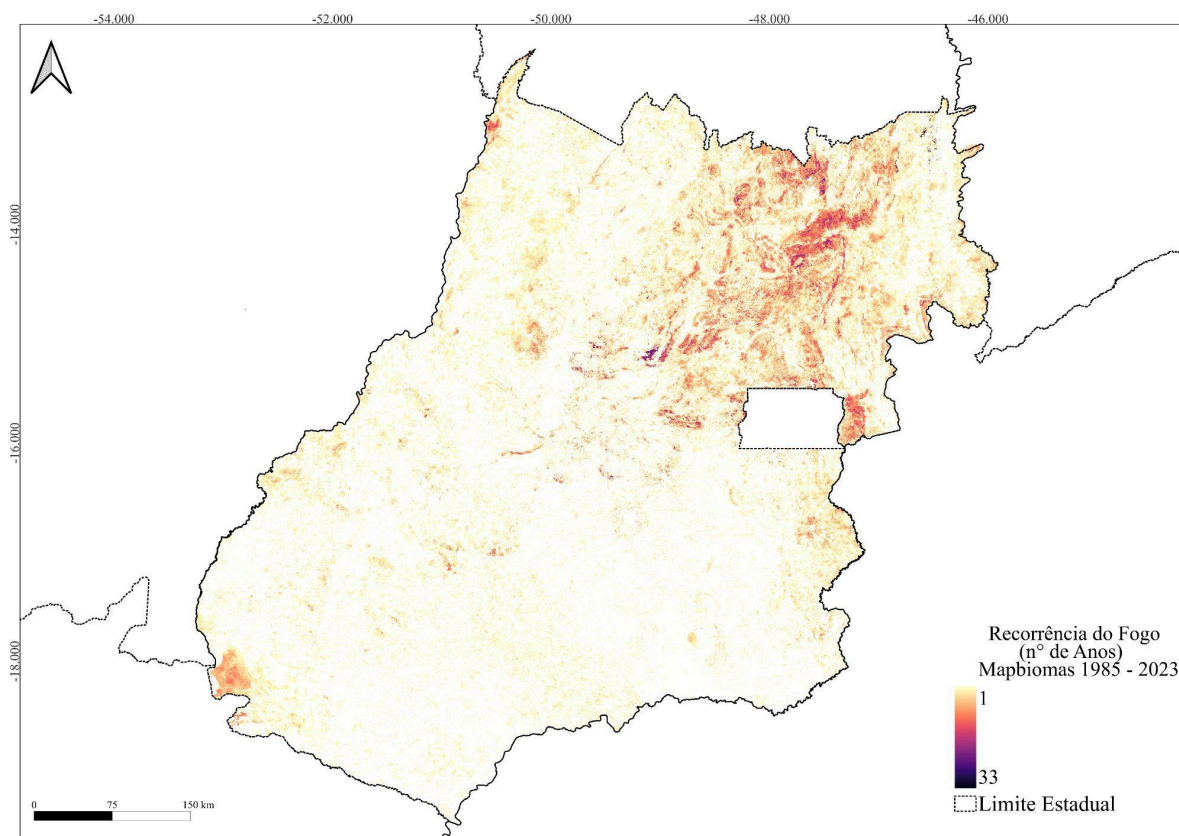 -54.000
-52.000
-50.000
-48.000
-46.000
-14.000
-16.000
-18.000
Recorrência do Fogo
(n° de Anos)
Mapbiomas 1985 - 2023
1
33
Limite Estadual
0
75
150 km